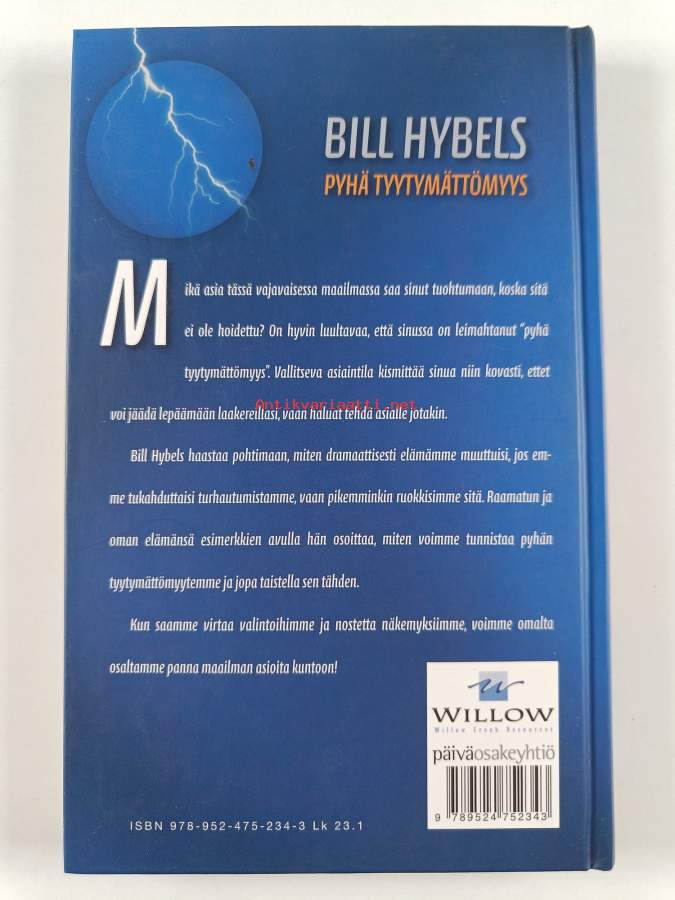 BILL HYBELS
PYHÄ TYYTYMÄTTÖMYYS
Mikä asia tässä vajavaisessa maailmassa saa sinut tuohtumaan, koska sitä
ei ole hoidettu? On hyvin luultavaa, että sinussa on leimahtanut "pyhä
tyytymättömyys". Vallitseva asiaintila kismittää sinua niin kovasti, ettet
voi jäädä lepäämään laakereillasi, vaan haluat tehdä asialle jotakin.
Antikvariaatti.net
Bill Hybels haastaa pohtimaan, miten dramaattisesti elämämme muuttuisi, jos em-
me tukahduttaisi turhautumistamme, vaan pikemminkin ruokkisimme sitä. Raamatun ja
oman elämänsä esimerkkien avulla hän osoittaa, miten voimme tunnistaa pyhän
tyytymättömyytemme ja jopa taistella sen tähden.
Kun saamme virtaa valintoihimme ja nostetta näkemyksiimme, voimme omalta
osaltamme panna maailman asioita kuntoon!
WILLOW
Willow Creek Resources
päiväosakeyhtiö
ISBN 978-952-475-234-3 Lk 23.1
9 789524 752343